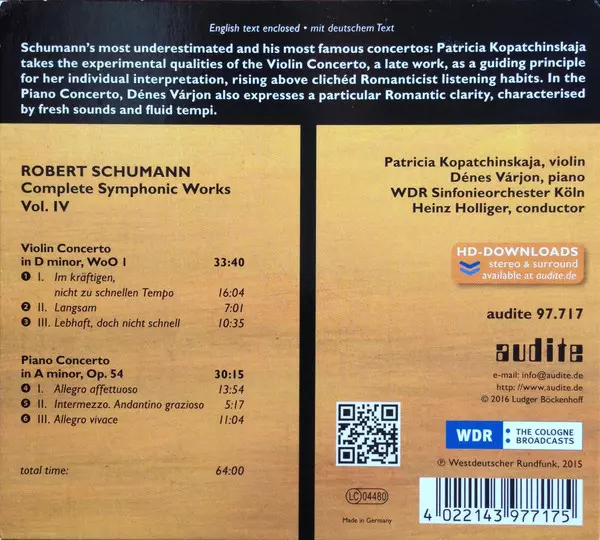 English text enclosed • mit deutschem Text
Schumann's most underestimated and his most famous concertos: Patricia Kopatchinskaja
takes the experimental qualities of the Violin Concerto, a late work, as a guiding principle
for her individual interpretation, rising above clichéd Romanticist listening habits. In the
Piano Concerto, Dénes Várjon also expresses a particular Romantic clarity, characterised
by fresh sounds and fluid tempi.
ROBERT SCHUMANN
Complete Symphonic Works
Vol. IV
Violin Concerto
in D minor, WoO 1 33:40
1 I. Im kräftigen,
nicht zu schnellen Tempo 16:04
2 II. Langsam 7:01
3 III. Lebhaft, doch nicht schnell 10:35
Piano Concerto
in A minor, Op. 54 30:15
4 I. Allegro affettuoso 13:54
5 II. Intermezzo. Andantino grazioso 5:17
6 III. Allegro vivace 11:04
total time: 64:00
Patricia Kopatchinskaja, violin
Dénes Várjon, piano
WDR Sinfonieorchester Köln
Heinz Holliger, conductor
HD-DOWNLOADS
stereo & surround
available at audite.de
audite 97.717
audite
e-mail: info@audite.de
http: //www.audite.de
© 2016 Ludger Böckenhoff
WDR THE COLOGNE
BROADCASTS
℗ Westdeutscher Rundfunk, 2015
LC 04480
Made in Germany
4 022143 977175